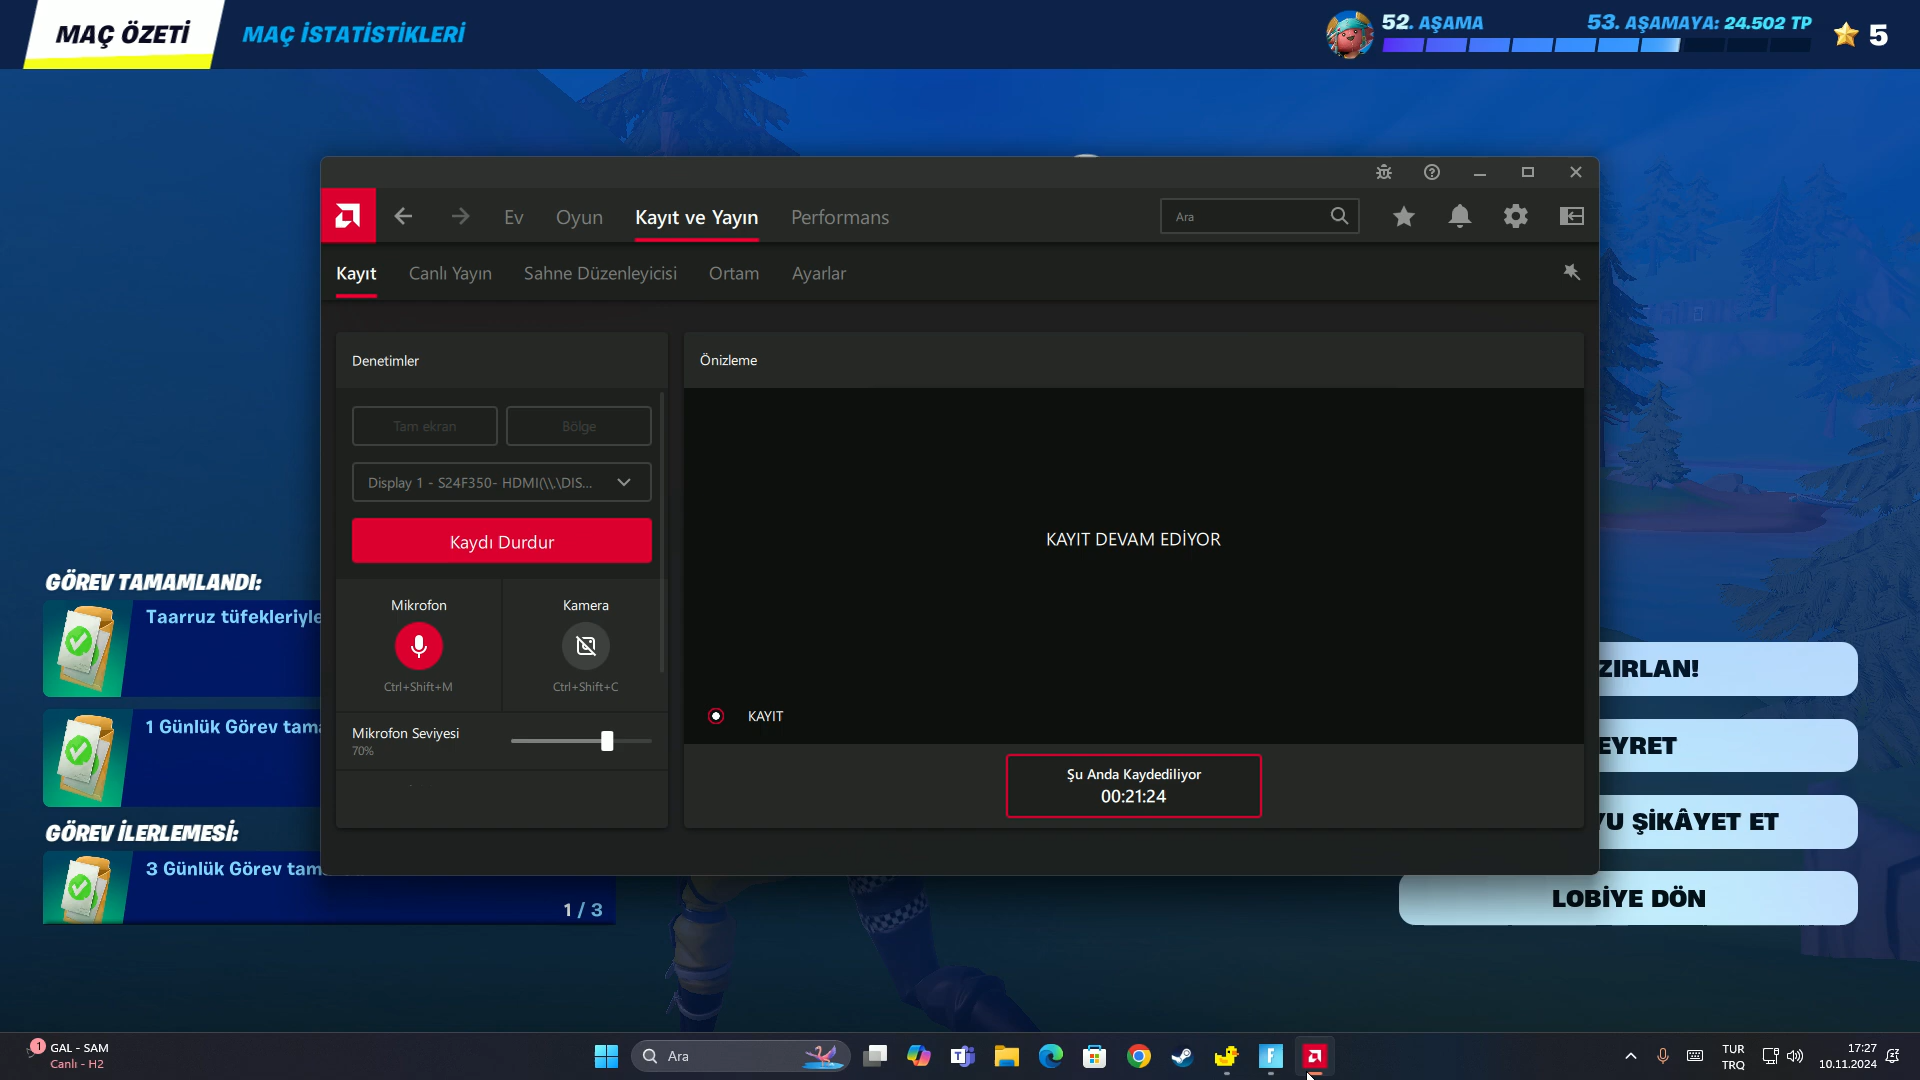 MAÇ ÖZETİ
MAÇ İSTATİSTİKLERİ
52. AŞAMA
53. AŞAMAYA: 24.502 TP
5
Ev
Oyun
Kayıt ve Yayın
Performans
Ara
Kayıt
Canlı Yayın
Sahne Düzenleyicisi
Ortam
Ayarlar
Denetimler
Önizleme
Tam ekran
Bölge
Display 1 - S24F350- HDMI(\\.\DIS...
Kaydı Durdur
KAYIT DEVAM EDİYOR
Mikrofon
Kamera
Ctrl+Shift+M
Ctrl+Shift+C
KAYIT
Mikrofon Seviyesi
70%
Şu Anda Kaydediliyor
00:21:24
GÖREV TAMAMLANDI:
Taarruz tüfekleriyle
1 Günlük Görev tama
GÖREV İLERLEMESİ:
3 Günlük Görev tam
1 / 3
ZIRLAN!
EYRET
YU ŞİKÂYET ET
LOBİYE DÖN
1
GAL - SAM
Canlı - H2
Ara
TUR
TRQ
17:27
10.11.2024